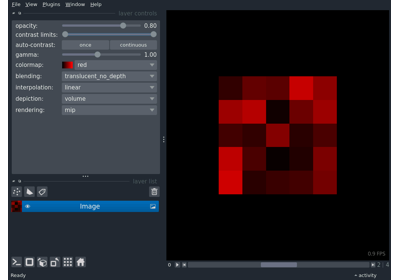 File View Plugins Window Help
layer controls
opacity: 0.80
contrast limits:
auto-contrast: once continuous
gamma: 1.00
colormap: red
blending: translucent_no_depth
interpolation: linear
depiction: volume
rendering: mip
layer list
Image
0.9 FPS
0 2 4
Ready activity